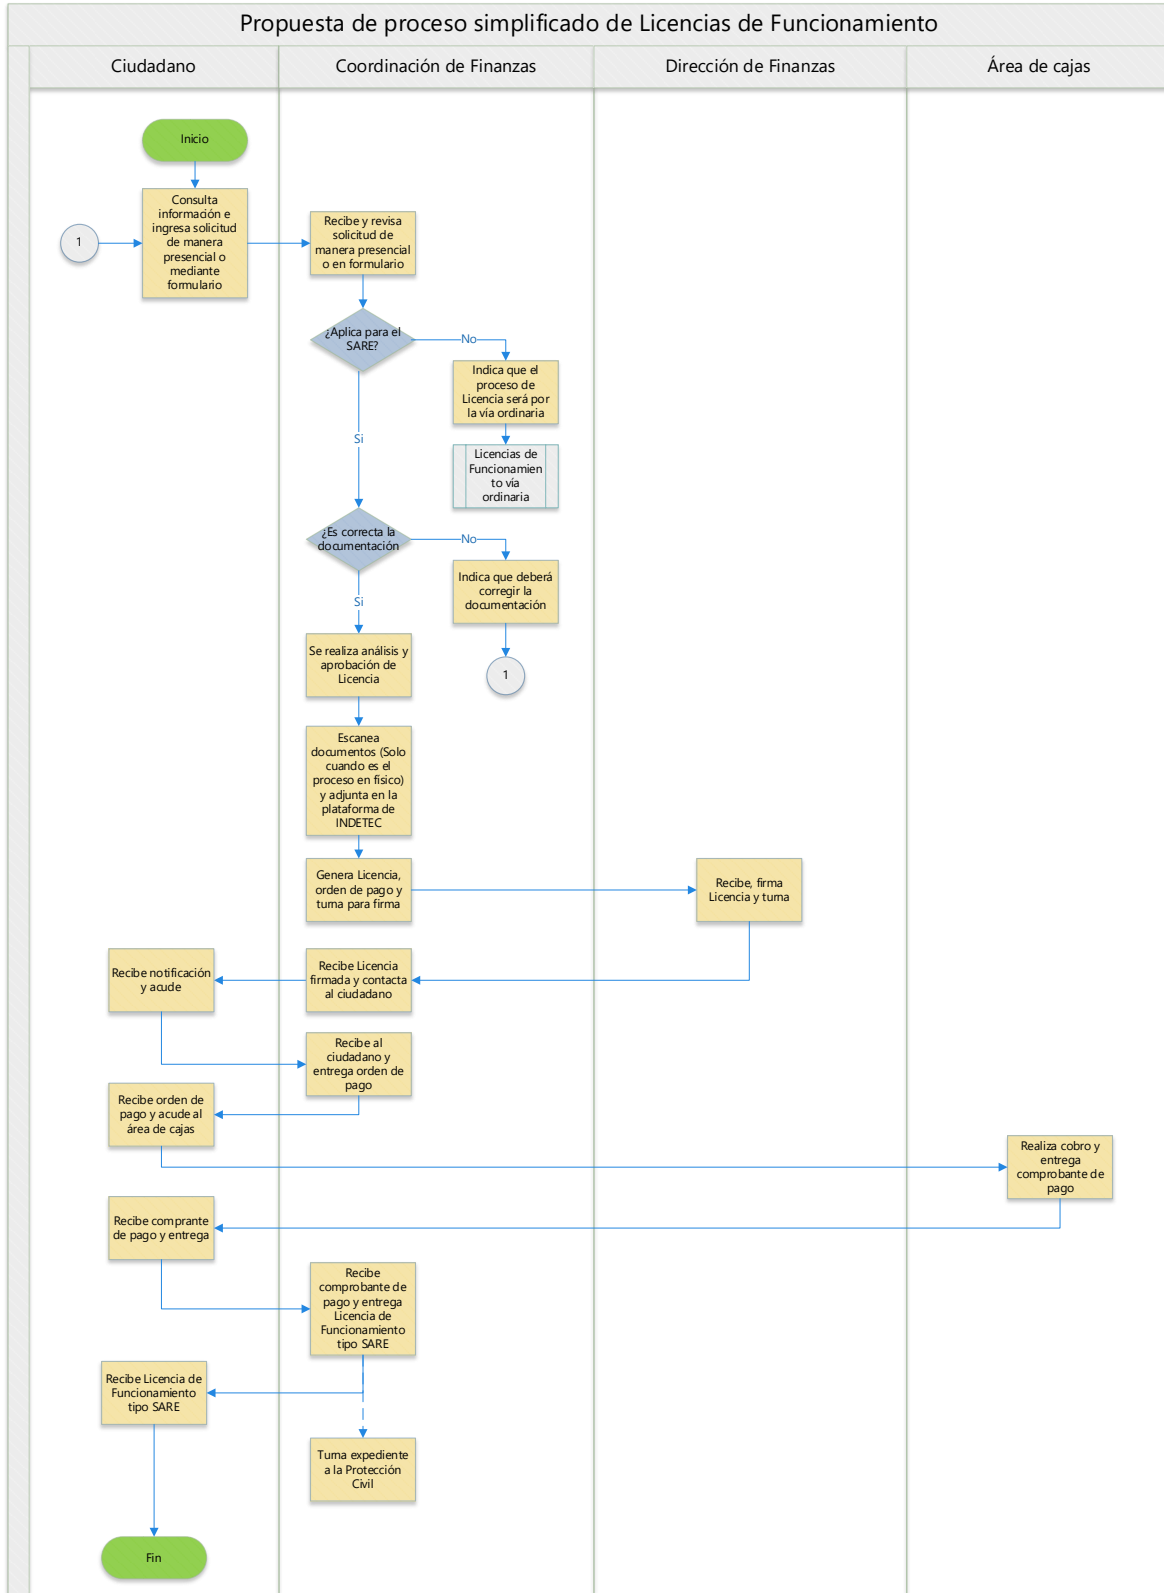 Propuesta de proceso simplificado de Licencias de Funcionamiento
Ciudadano
Coordinación de Finanzas
Dirección de Finanzas
Área de cajas
Inicio
Consulta
información e
ingresa solicitud
de manera
presencial o
mediante
formulario
1
Recibe y revisa
solicitud de
manera presencial
o en formulario
¿Aplica para el
SARE?
No
Indica que el
proceso de
Licencia será por
la vía ordinaria
Si
Licencias de
Funcionamien
to vía
ordinaria
¿Es correcta la
documentación
No
Indica que deberá
corregir la
documentación
Si
Se realiza análisis y
aprobación de
Licencia
1
Escanea
documentos (Solo
cuando es el
proceso en físico)
y adjunta en la
plataforma de
INDETEC
Genera Licencia,
orden de pago y
turna para firma
Recibe, firma
Licencia y turna
Recibe notificación
y acude
Recibe Licencia
firmada y contacta
al ciudadano
Recibe al
ciudadano y
entrega orden de
pago
Recibe orden de
pago y acude al
área de cajas
Realiza cobro y
entrega
comprobante de
pago
Recibe comprante
de pago y entrega
Recibe
comprobante de
pago y entrega
Licencia de
Funcionamiento
tipo SARE
Recibe Licencia de
Funcionamiento
tipo SARE
Turna expediente
a la Protección
Civil
Fin